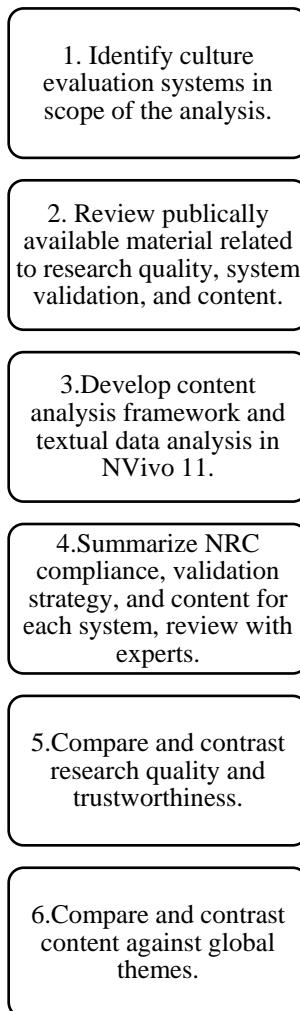 1. Identify culture
evaluation systems in
scope of the analysis.
2. Review publically
available material related
to research quality, system
validation, and content.
3.Develop content
analysis framework and
textual data analysis in
NVivo 11.
4.Summarize NRC
compliance, validation
strategy, and content for
each system, review with
experts.
5.Compare and contrast
research quality and
trustworthiness.
6.Compare and contrast
content against global
themes.